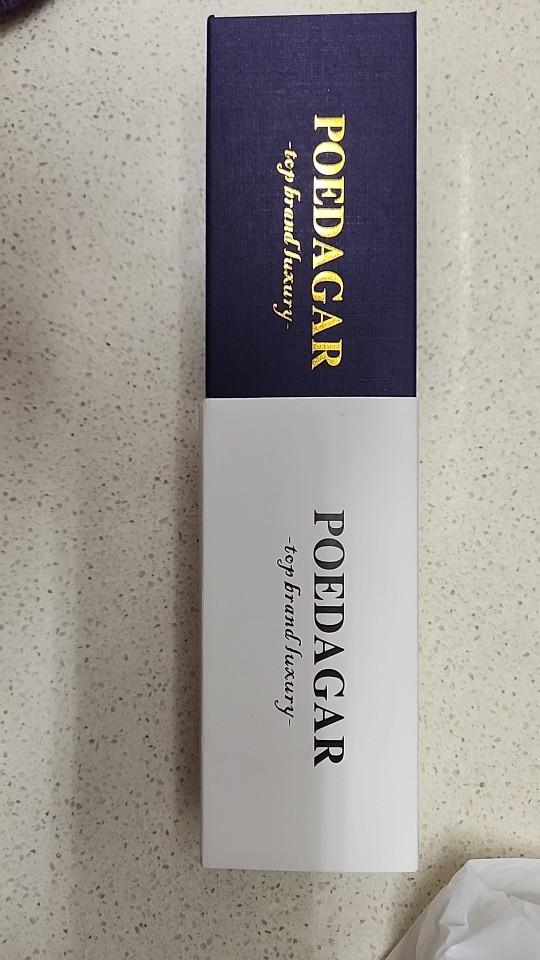 POEDAGAR
-top brand luxury-
POEDAGAR
-top brand luxury-